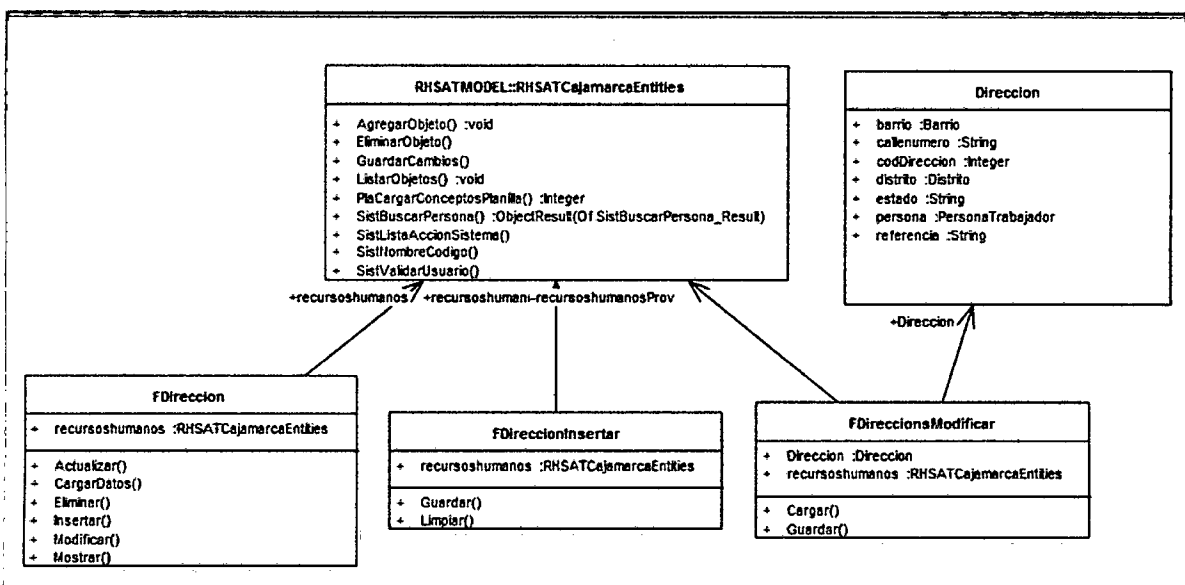 RHSATMODEL::RHSATCajamarcaEntities
+ AgregarObjeto() :void
+ EliminarObjeto()
+ GuardarCambios()
+ ListarObjetos() :void
+ PlaCargarConceptosPlanilla() :Integer
+ SistBuscarPersona() :ObjectResult(Of SistBuscarPersona_Result)
+ SistListaAccionSistema()
+ SistNombreCodigo()
+ SistValidarUsuario()
Direccion
+ barrio :Barrio
+ callenumero :String
+ codDireccion :Integer
+ distrito :Distrito
+ estado :String
+ persona :PersonaTrabajador
+ referencia :String
+recursoshumanos
+recursoshumani
-recursoshumanosProv
+Direccion
FDireccion
+ recursoshumanos :RHSATCajamarcaEntities
+ Actualizar()
+ CargarDatos()
+ Eliminar()
+ Insertar()
+ Modificar()
+ Mostrar()
FDireccionInsertar
+ recursoshumanos :RHSATCajamarcaEntities
+ Guardar()
+ Limpiar()
FDireccionsModificar
+ Direccion :Direccion
+ recursoshumanos :RHSATCajamarcaEntities
+ Cargar()
+ Guardar()